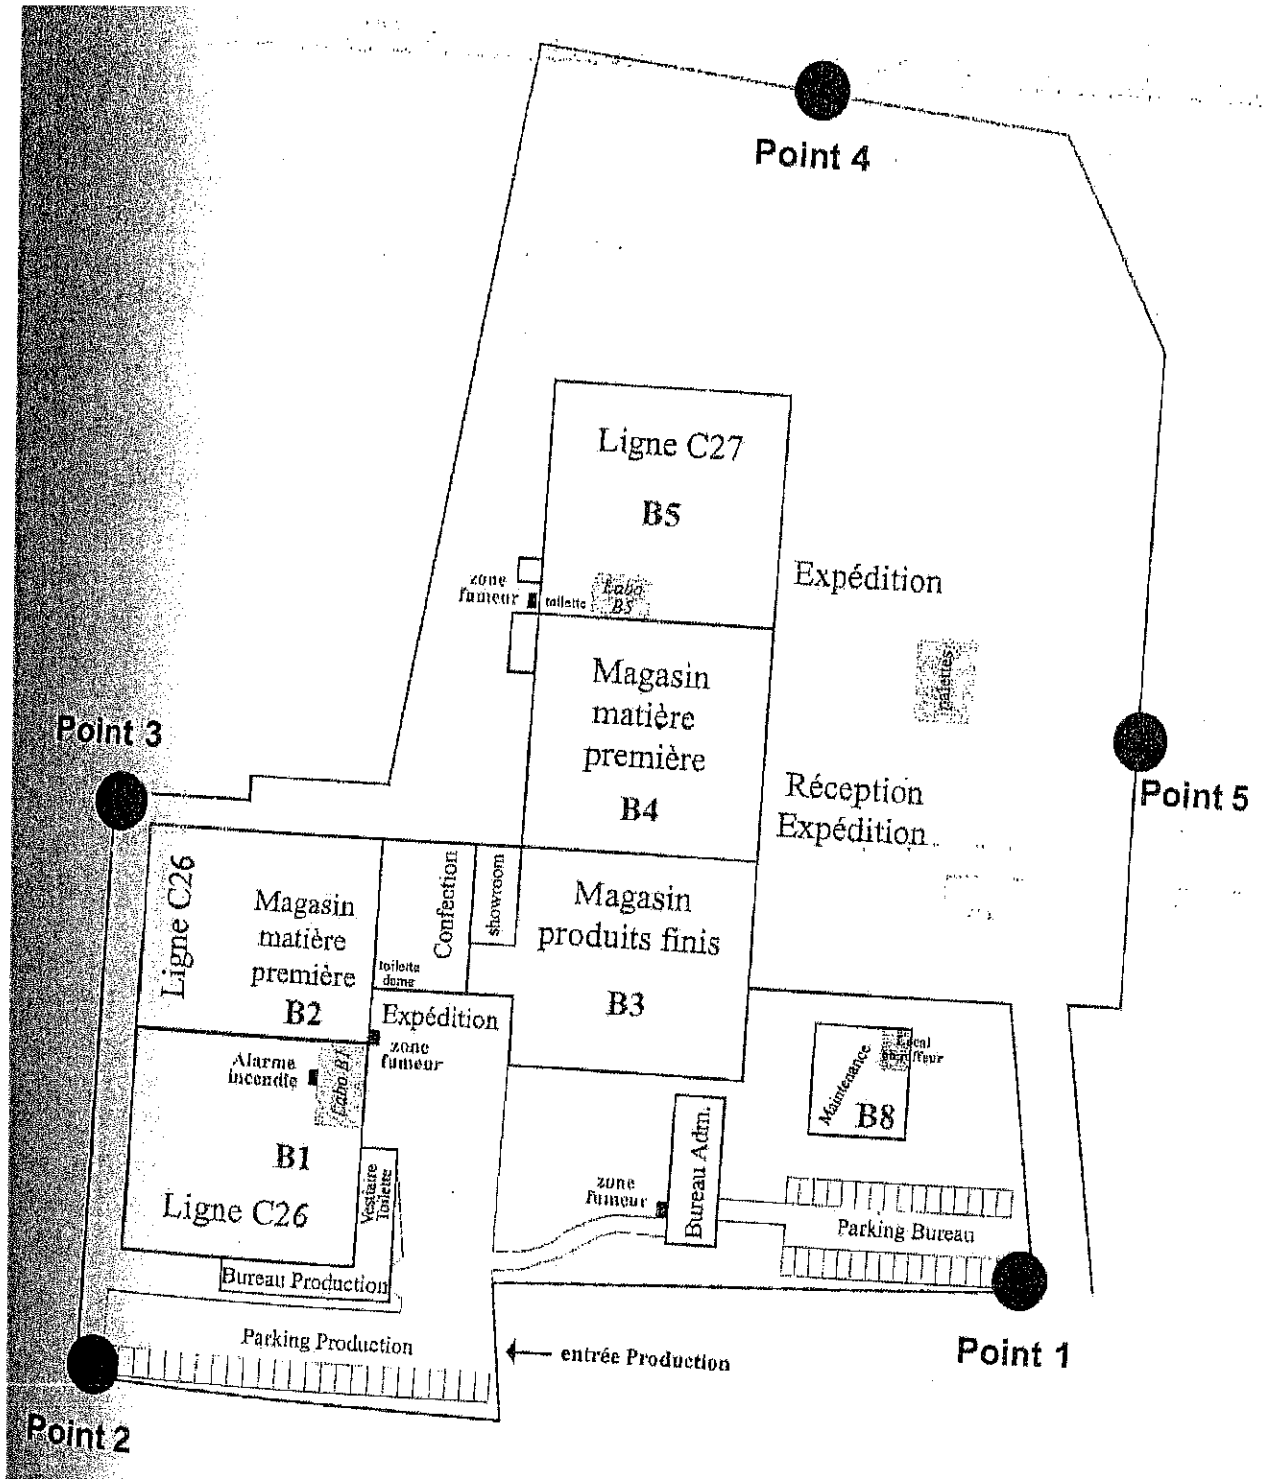 Point 4
Ligne C27
B5
Expédition
zone
fumeur
toilette
Labo
B5
Magasin
matière
première
B4
palettes
Point 3
Point 5
Réception
Expédition
Ligne C26
Magasin
matière
première
B2
Confection
showroom
Magasin
produits finis
B3
toilette
dame
Expédition
zone
fumeur
Alarme
incendie
Labo B1
B1
Ligne C26
Vestiaire
Toilette
Bureau Production
Maintenance
Local
chauffeur
B8
Bureau Adm.
zone
fumeur
Parking Bureau
Parking Production
entrée Production
Point 1
Point 2